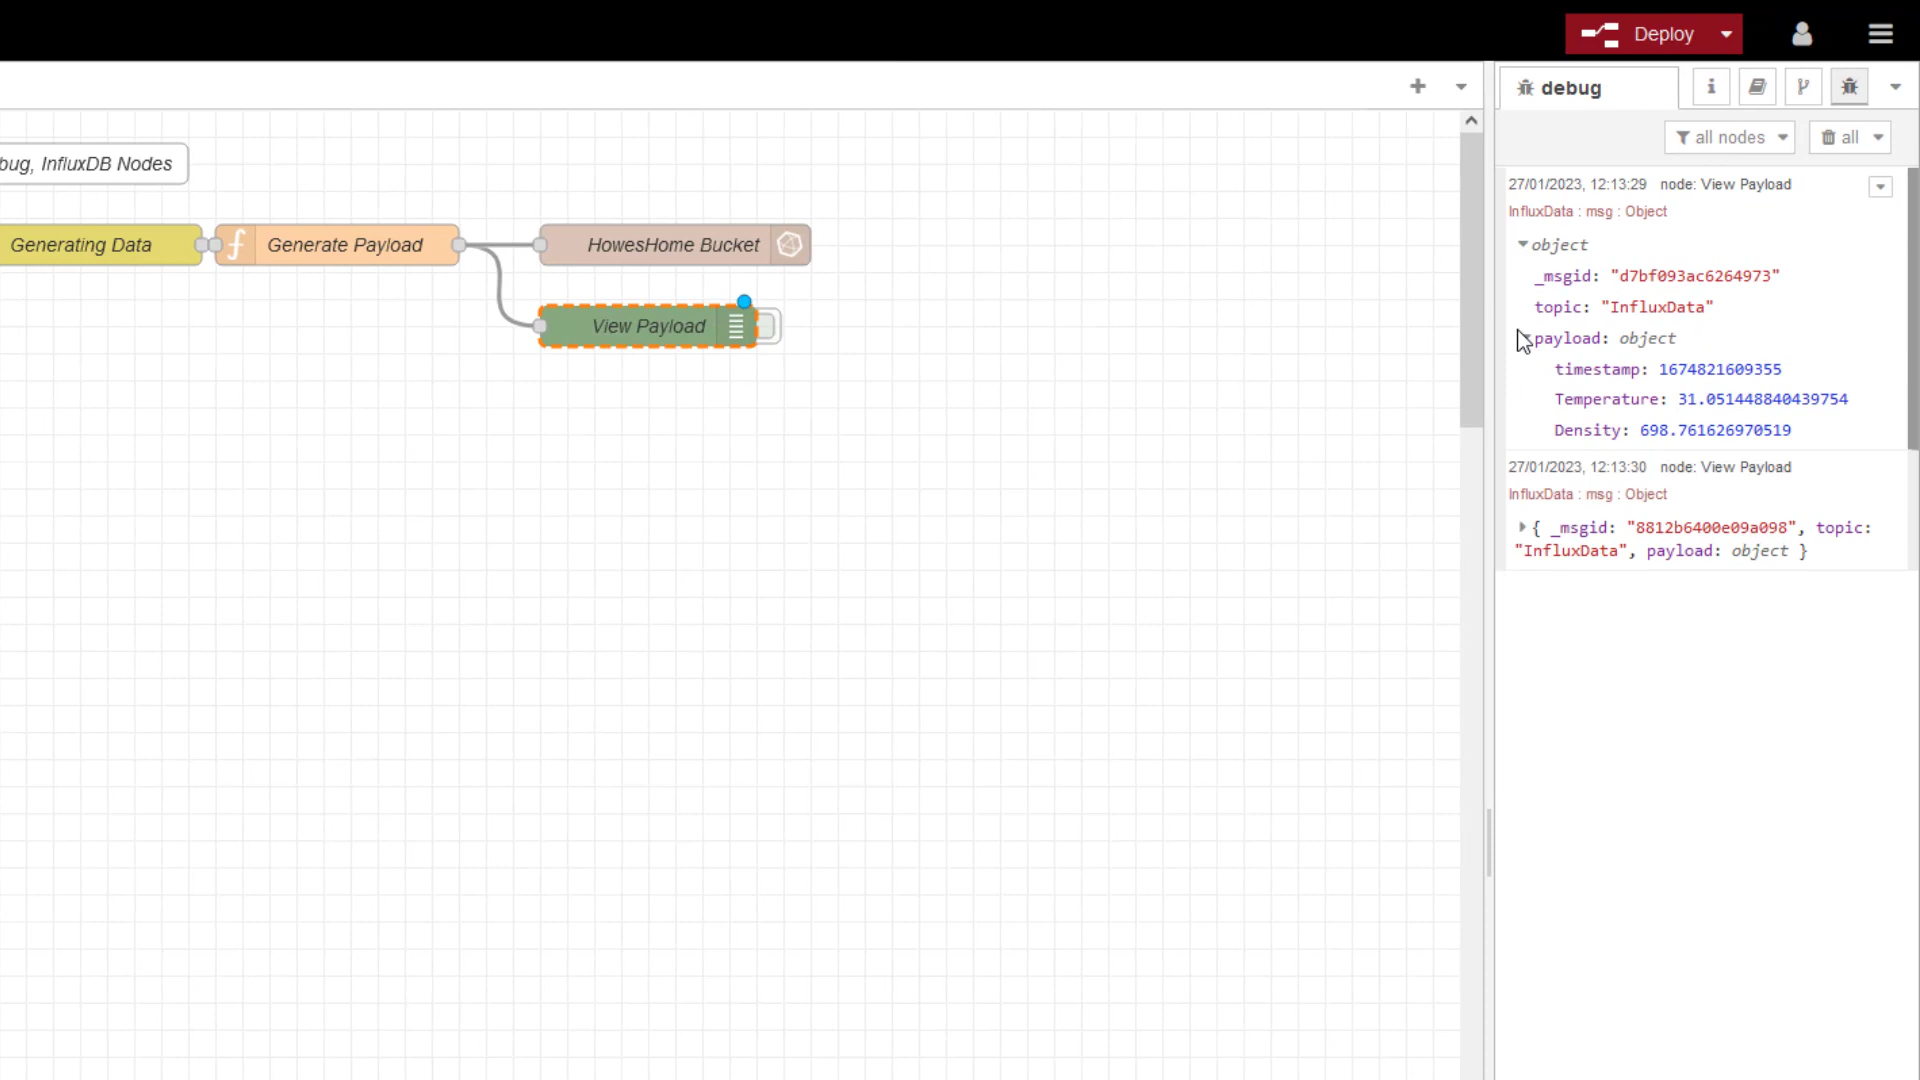 Deploy
debug
all nodes
all
bug, InfluxDB Nodes
Generating Data
Generate Payload
HowesHome Bucket
View Payload
27/01/2023, 12:13:29 node: View Payload
InfluxData : msg : Object
object
_msgid: "d7bf093ac6264973"
topic: "InfluxData"
payload: object
timestamp: 1674821609355
Temperature: 31.051448840439754
Density: 698.761626970519
27/01/2023, 12:13:30 node: View Payload
InfluxData : msg : Object
{ _msgid: "8812b6400e09a098", topic:
"InfluxData", payload: object }